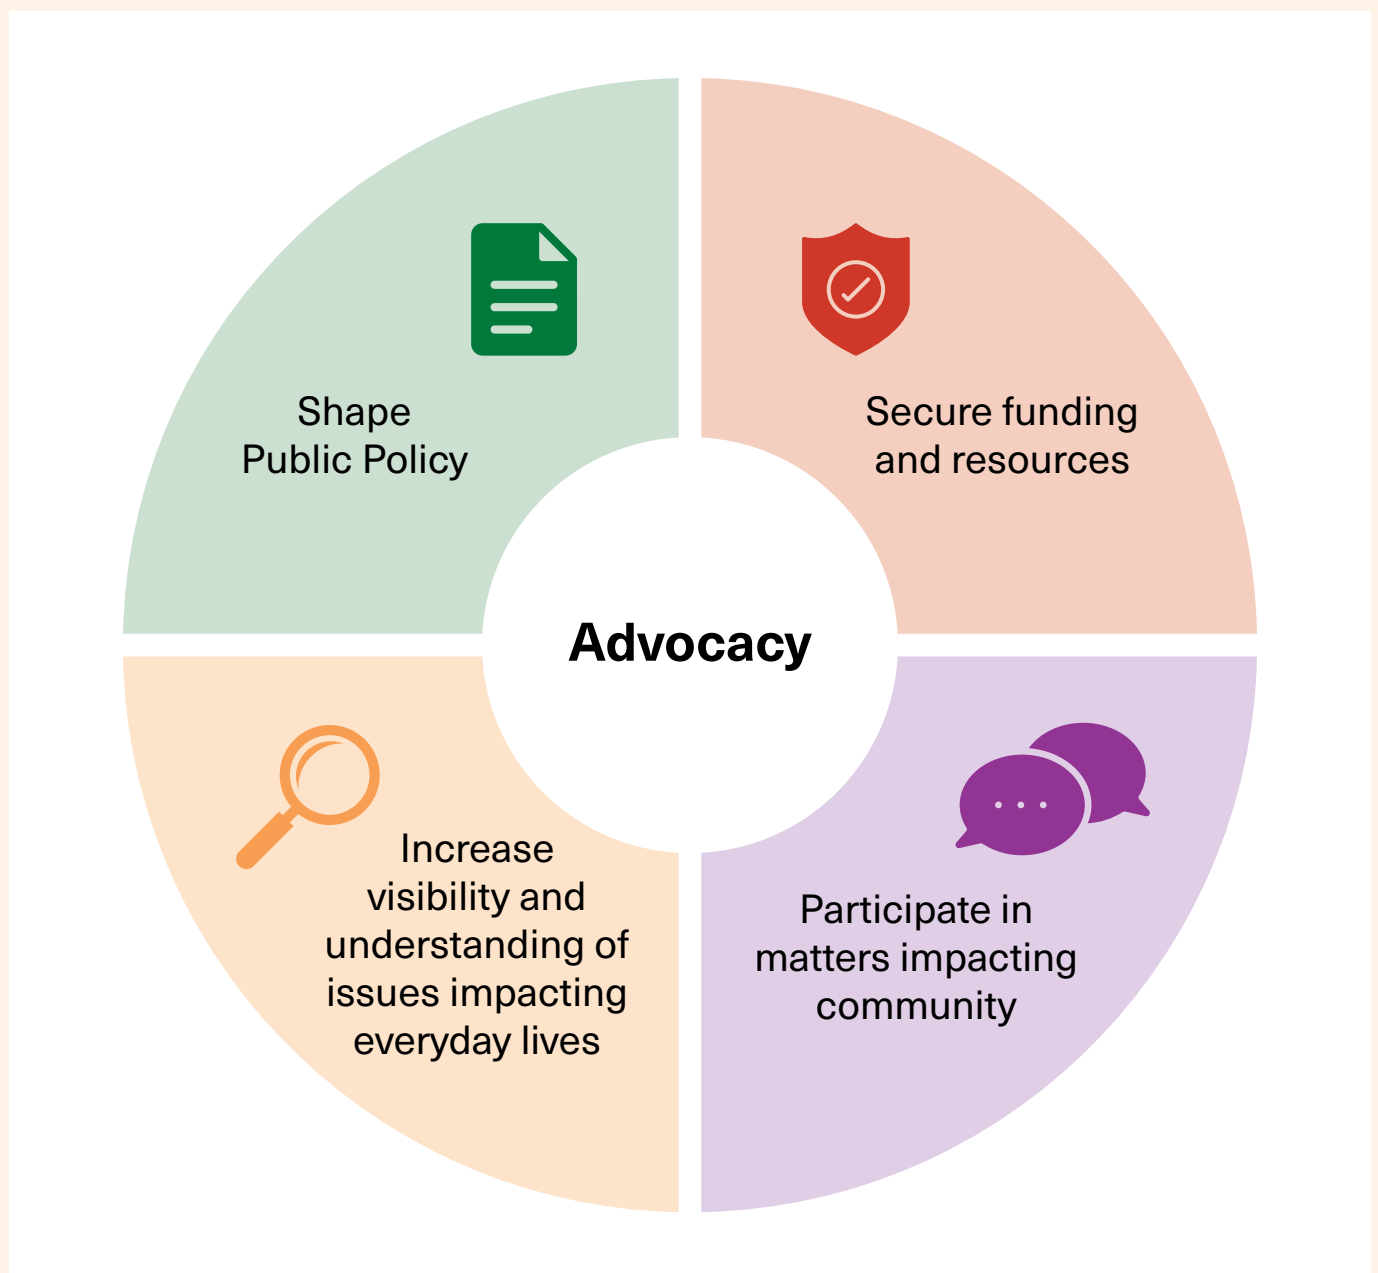 Shape
Public Policy
Secure funding
and resources
Advocacy
Increase
visibility and
understanding of
issues impacting
everyday lives
Participate in
matters impacting
community